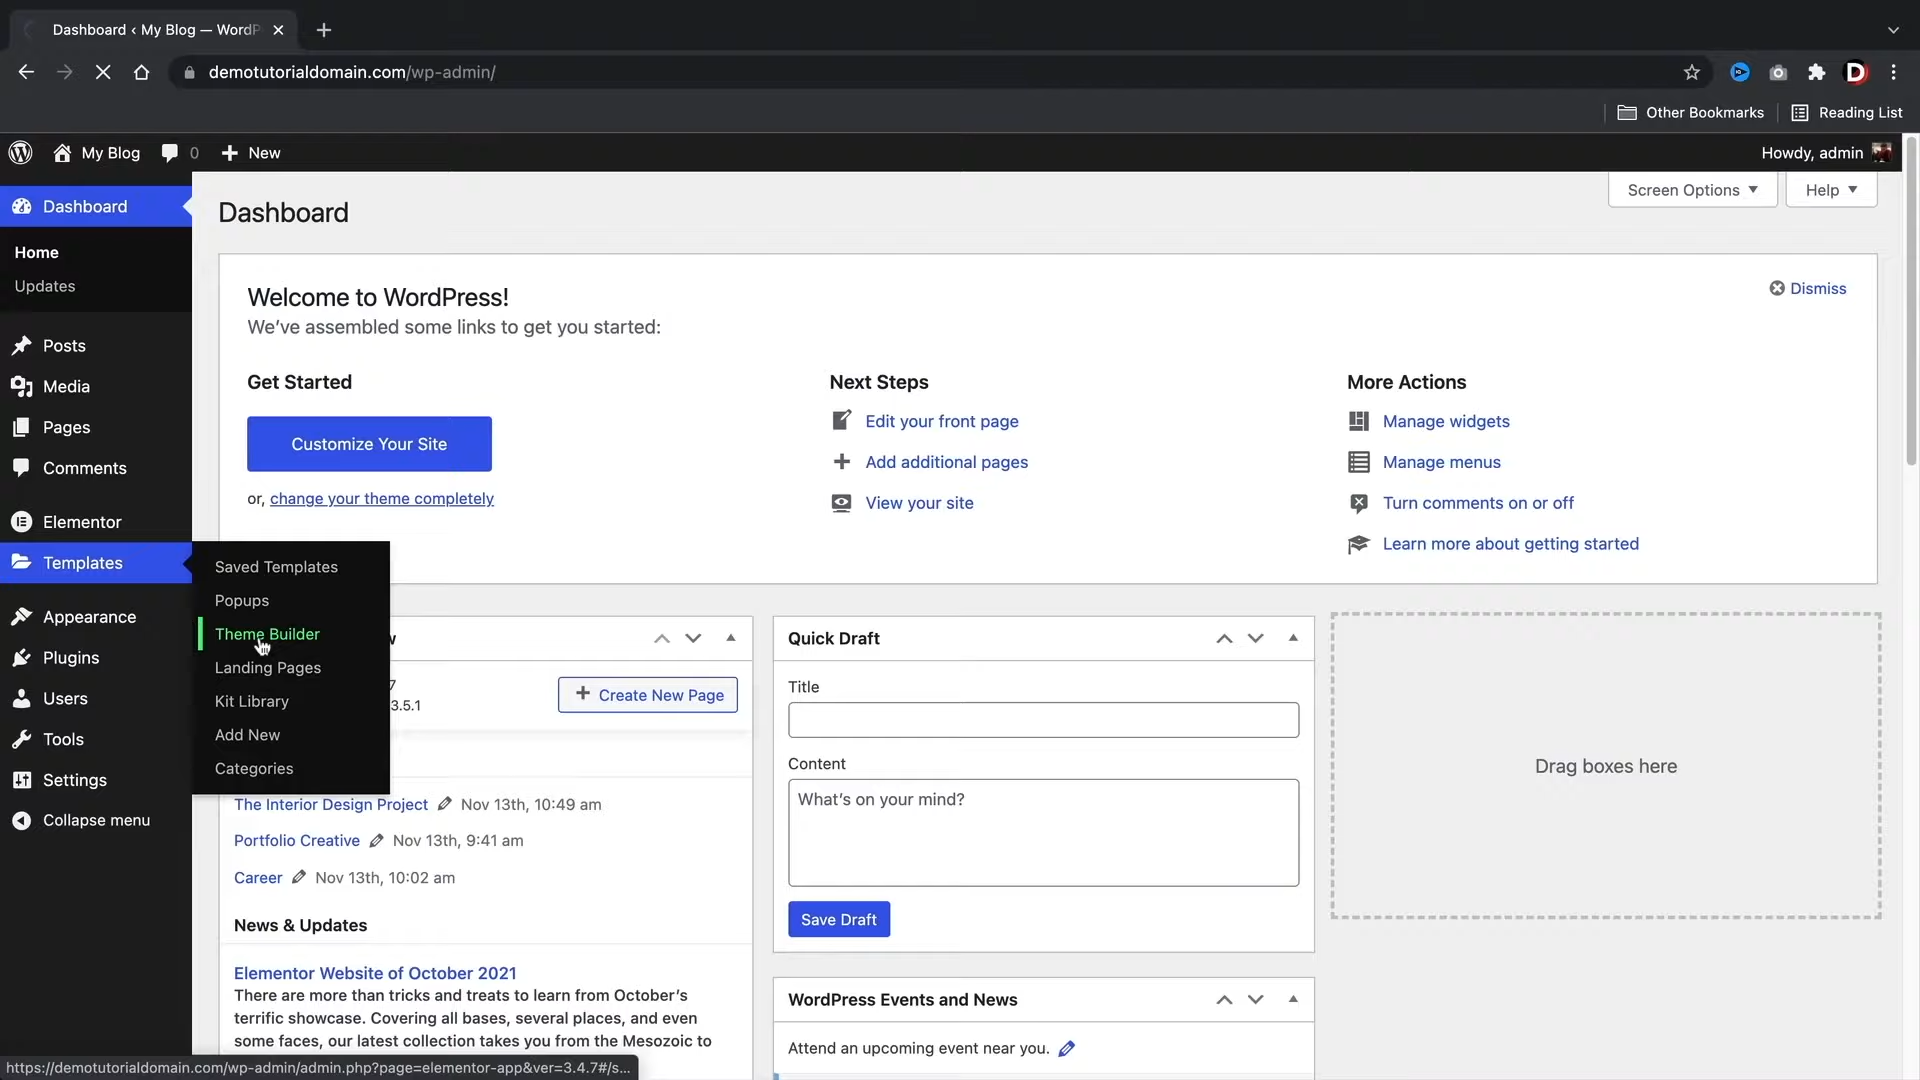 Dashboard ‹ My Blog — WordP
demotutorialdomain.com/wp-admin/
Other Bookmarks
Reading List
My Blog
0
New
Howdy, admin
Dashboard
Home
Updates
Posts
Media
Pages
Comments
Elementor
Templates
Appearance
Plugins
Users
Tools
Settings
Collapse menu
Saved Templates
Popups
Theme Builder
Landing Pages
Kit Library
Add New
Categories
Dashboard
Screen Options
Help
Welcome to WordPress!
We've assembled some links to get you started:
Dismiss
Get Started
Customize Your Site
or, change your theme completely
Next Steps
Edit your front page
Add additional pages
View your site
More Actions
Manage widgets
Manage menus
Turn comments on or off
Learn more about getting started
w
7
3.5.1
Create New Page
The Interior Design Project Nov 13th, 10:49 am
Portfolio Creative Nov 13th, 9:41 am
Career Nov 13th, 10:02 am
News & Updates
Elementor Website of October 2021
There are more than tricks and treats to learn from October's
terrific showcase. Covering all bases, several places, and even
some faces, our latest collection takes you from the Mesozoic to
Quick Draft
Title
Content
What's on your mind?
Save Draft
WordPress Events and News
Attend an upcoming event near you.
Drag boxes here
https://demotutorialdomain.com/wp-admin/admin.php?page=elementor-app&ver=3.4.7#/s...